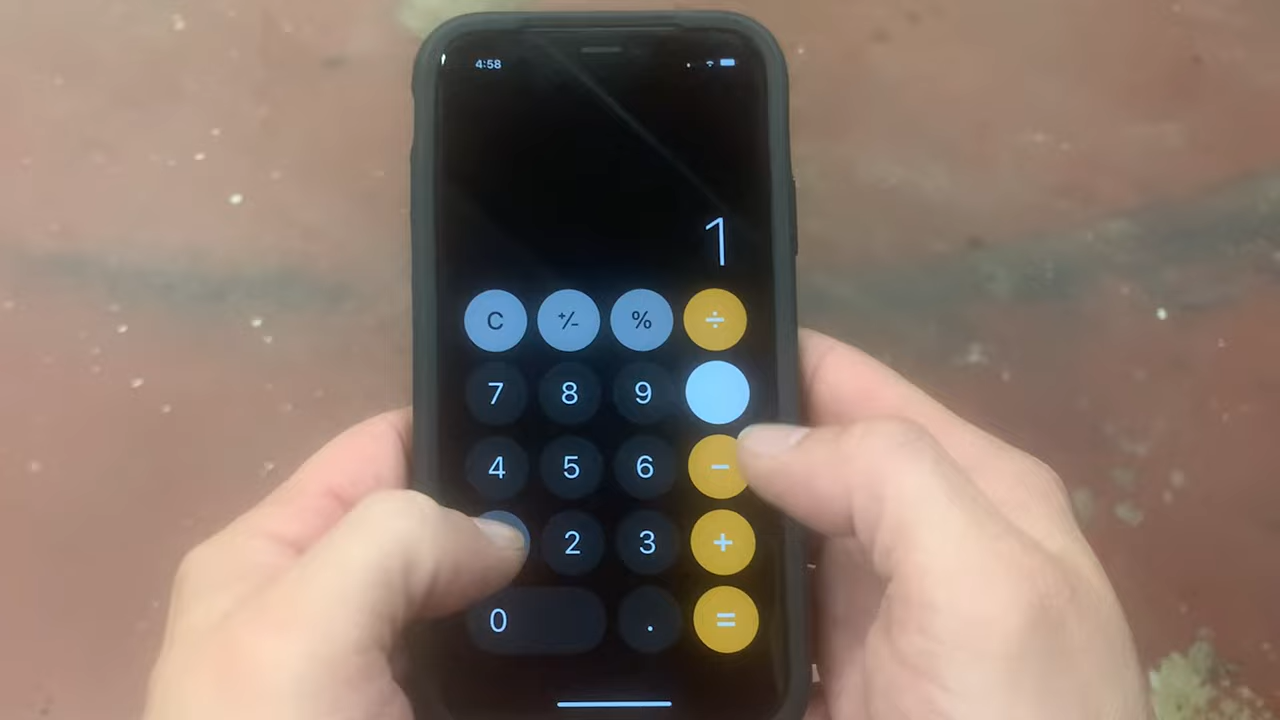 4:58
1
C +/- % ÷
7 8 9
4 5 6 −
2 3 +
0 . =